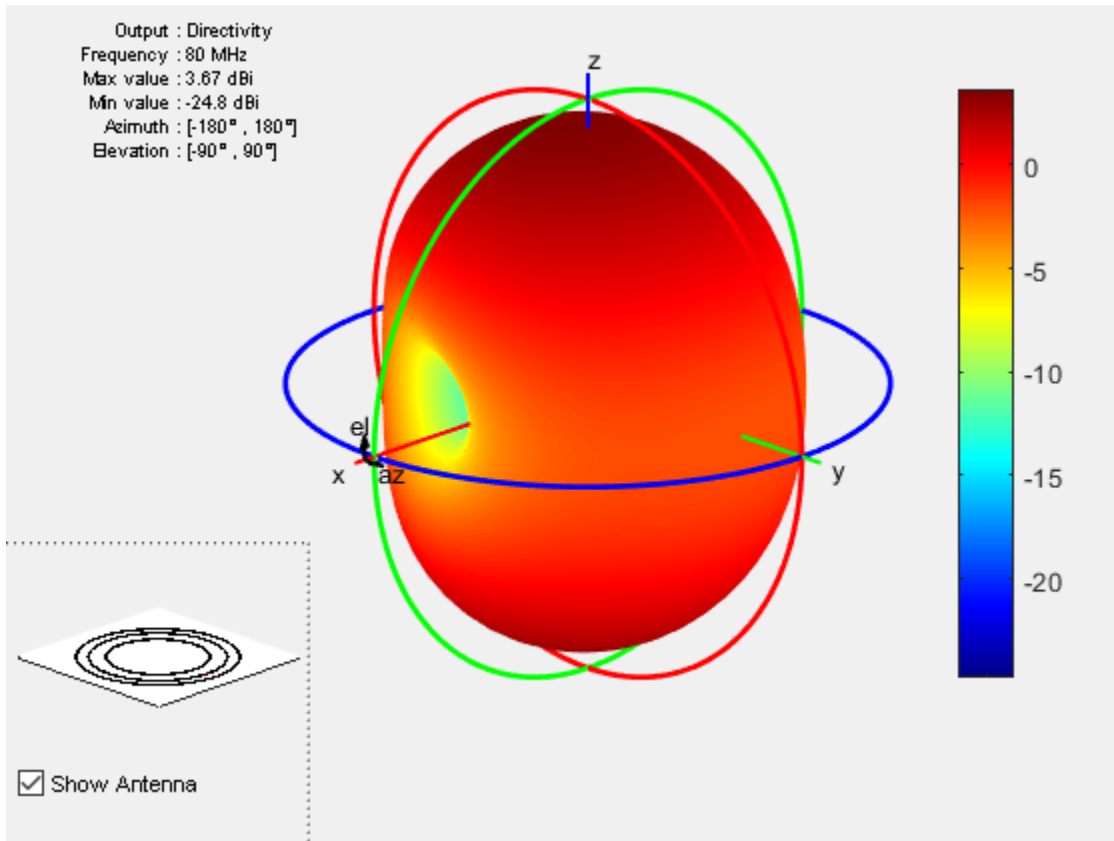 Output : Directivity
Frequency : 80 MHz
Max value : 3.67 dBi
Min value : -24.8 dBi
Azimuth : [-180° , 180°]
Elevation : [-90° , 90°]
z
0
-5
-10
-15
-20
el
x
az
y
Show Antenna